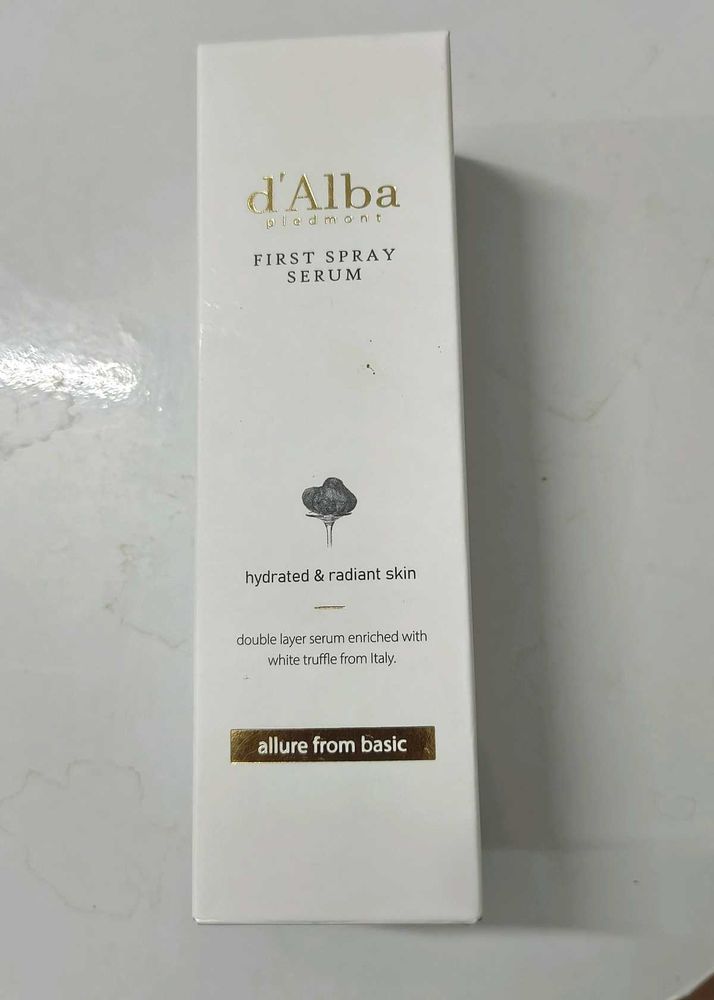 d'Alba
piedmont
FIRST SPRAY
SERUM
hydrated & radiant skin
double layer serum enriched with
white truffle from Italy.
allure from basic